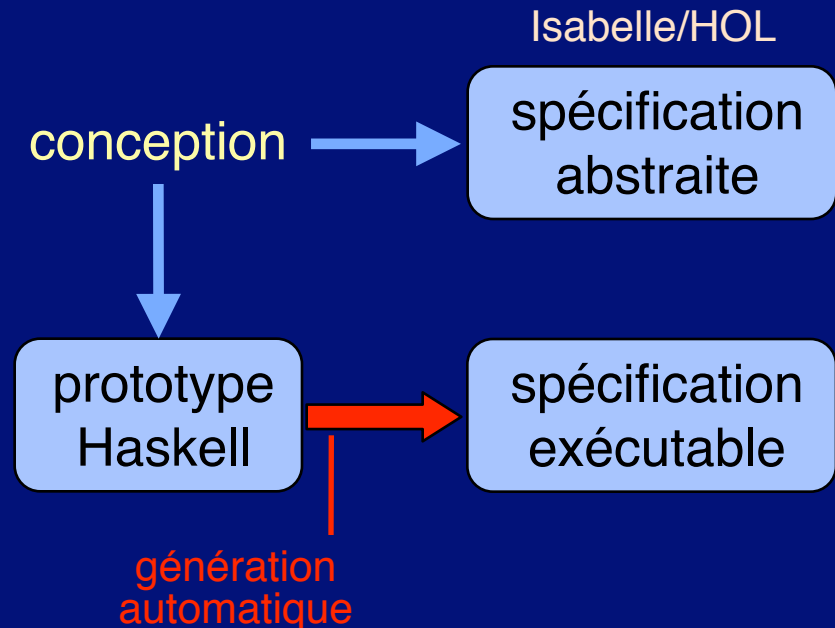 Isabelle/HOL
conception
spécification
abstraite
prototype
Haskell
spécification
exécutable
génération
automatique